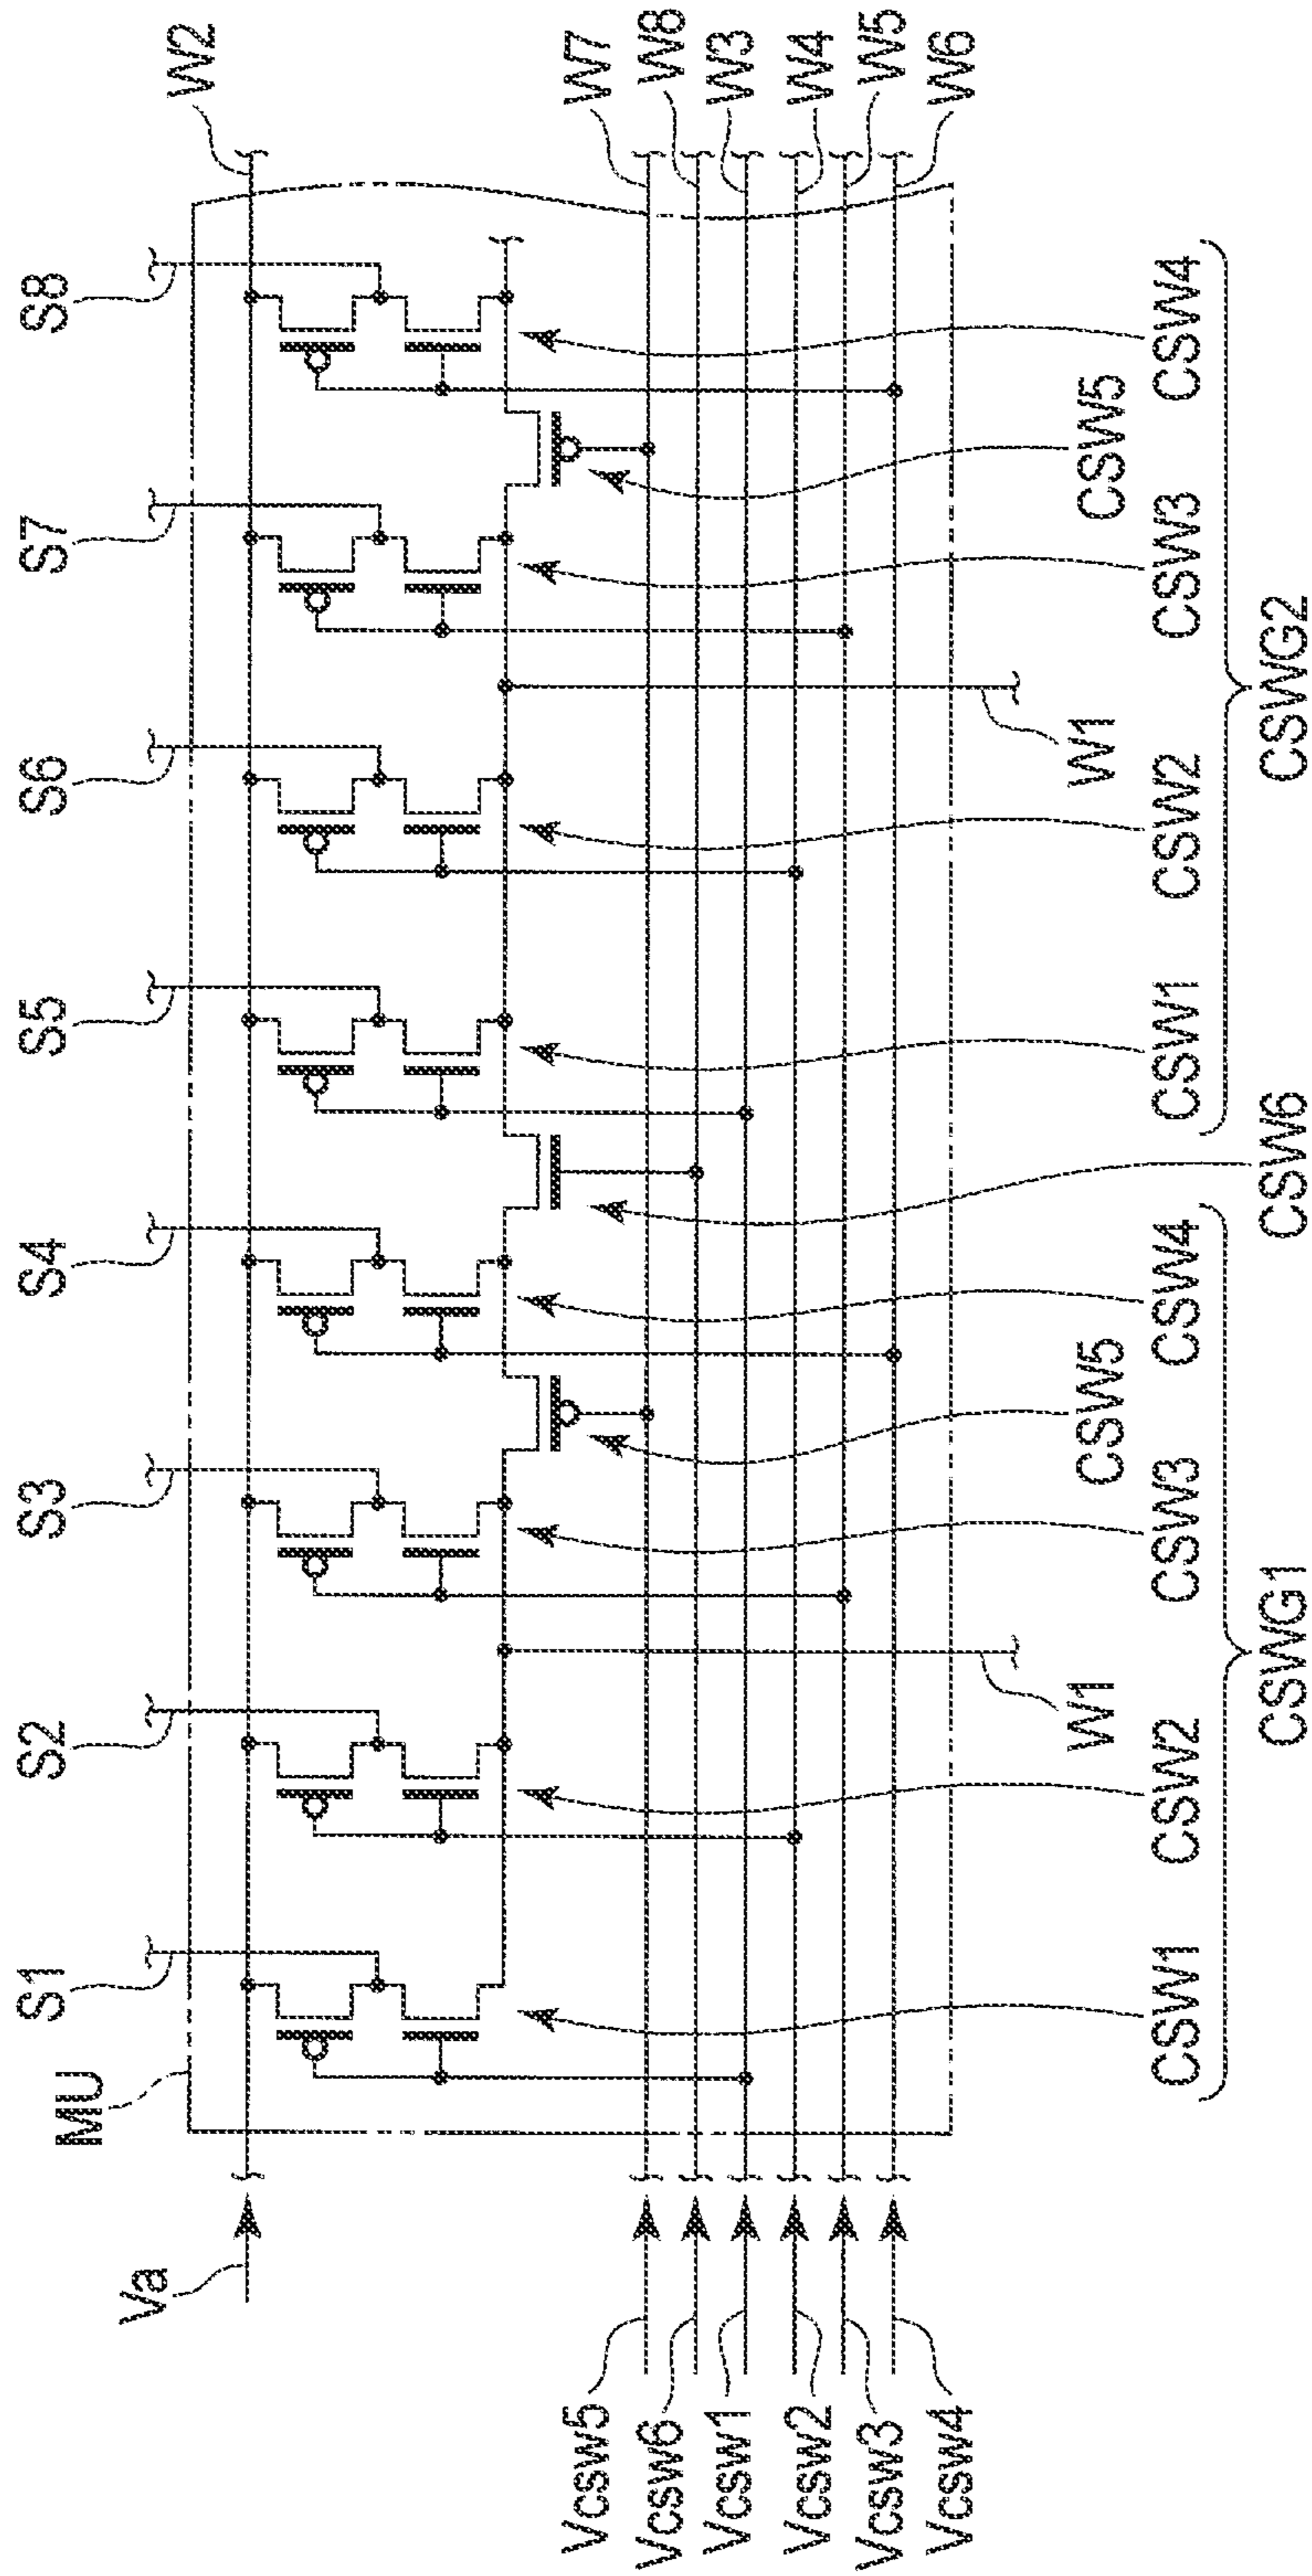 S1 S2 S3 S4 S5 S6 S7 S8
MU
W2
Va
W7
W8
W3
W4
W5
W6
Vcsw5
Vcsw6
Vcsw1
Vcsw2
Vcsw3
Vcsw4
W1 W1
CSW5 CSW5
CSW1 CSW2 CSW3 CSW4 CSW1 CSW2 CSW3 CSW4
CSWG1 CSW6 CSWG2